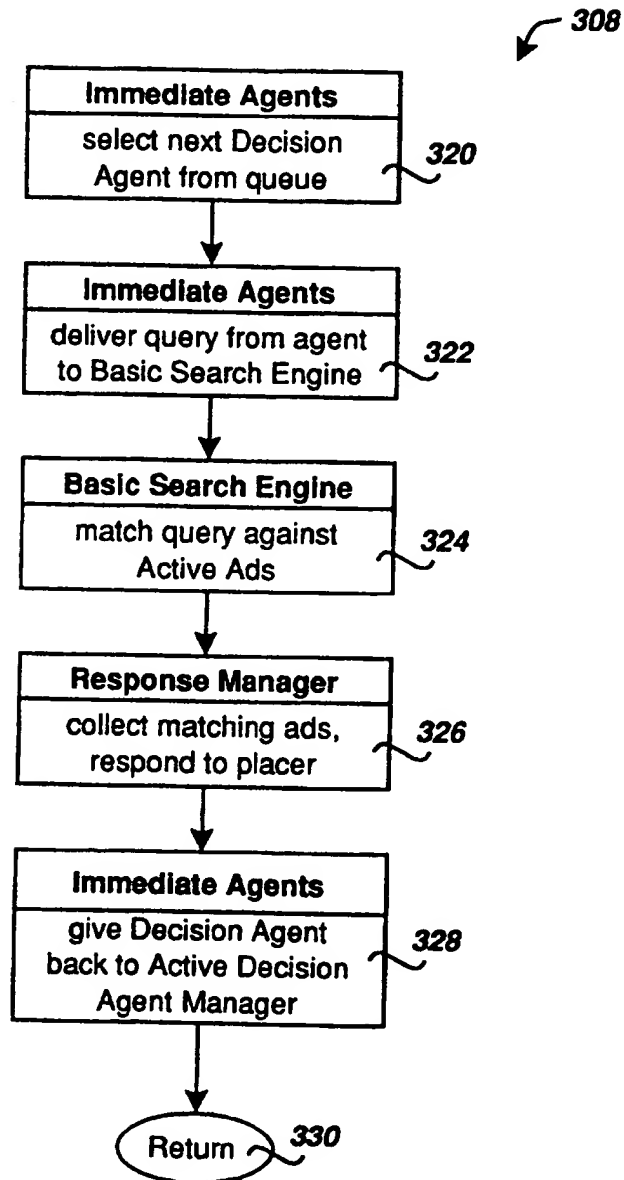 308
Immediate Agents
select next Decision
Agent from queue
320
Immediate Agents
deliver query from agent
to Basic Search Engine
322
Basic Search Engine
match query against
Active Ads
324
Response Manager
collect matching ads,
respond to placer
326
Immediate Agents
give Decision Agent
back to Active Decision
Agent Manager
328
Return
330